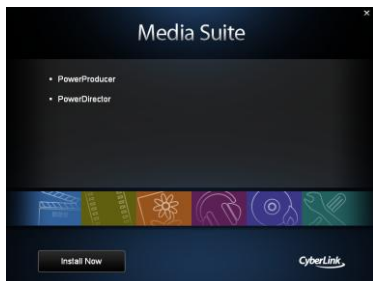 Media Suite
• PowerProducer
• PowerDirector
Install Now
CyberLink